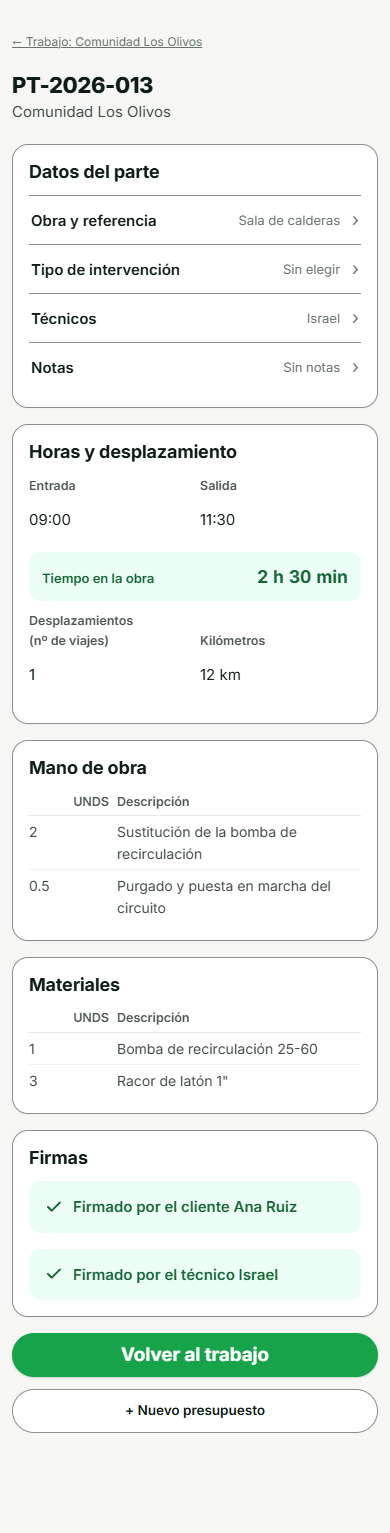 ← Trabajo: Comunidad Los Olivos
PT-2026-013
Comunidad Los Olivos
Datos del parte
Obra y referencia Sala de calderas
Tipo de intervención Sin elegir
Técnicos Israel
Notas Sin notas
Horas y desplazamiento
Entrada Salida
09:00 11:30
Tiempo en la obra 2 h 30 min
Desplazamientos
(nº de viajes) Kilómetros
1 12 km
Mano de obra
UNDS Descripción
2 Sustitución de la bomba de
recirculación
0.5 Purgado y puesta en marcha del
circuito
Materiales
UNDS Descripción
1 Bomba de recirculación 25-60
3 Racor de latón 1"
Firmas
Firmado por el cliente Ana Ruiz
Firmado por el técnico Israel
Volver al trabajo
+ Nuevo presupuesto